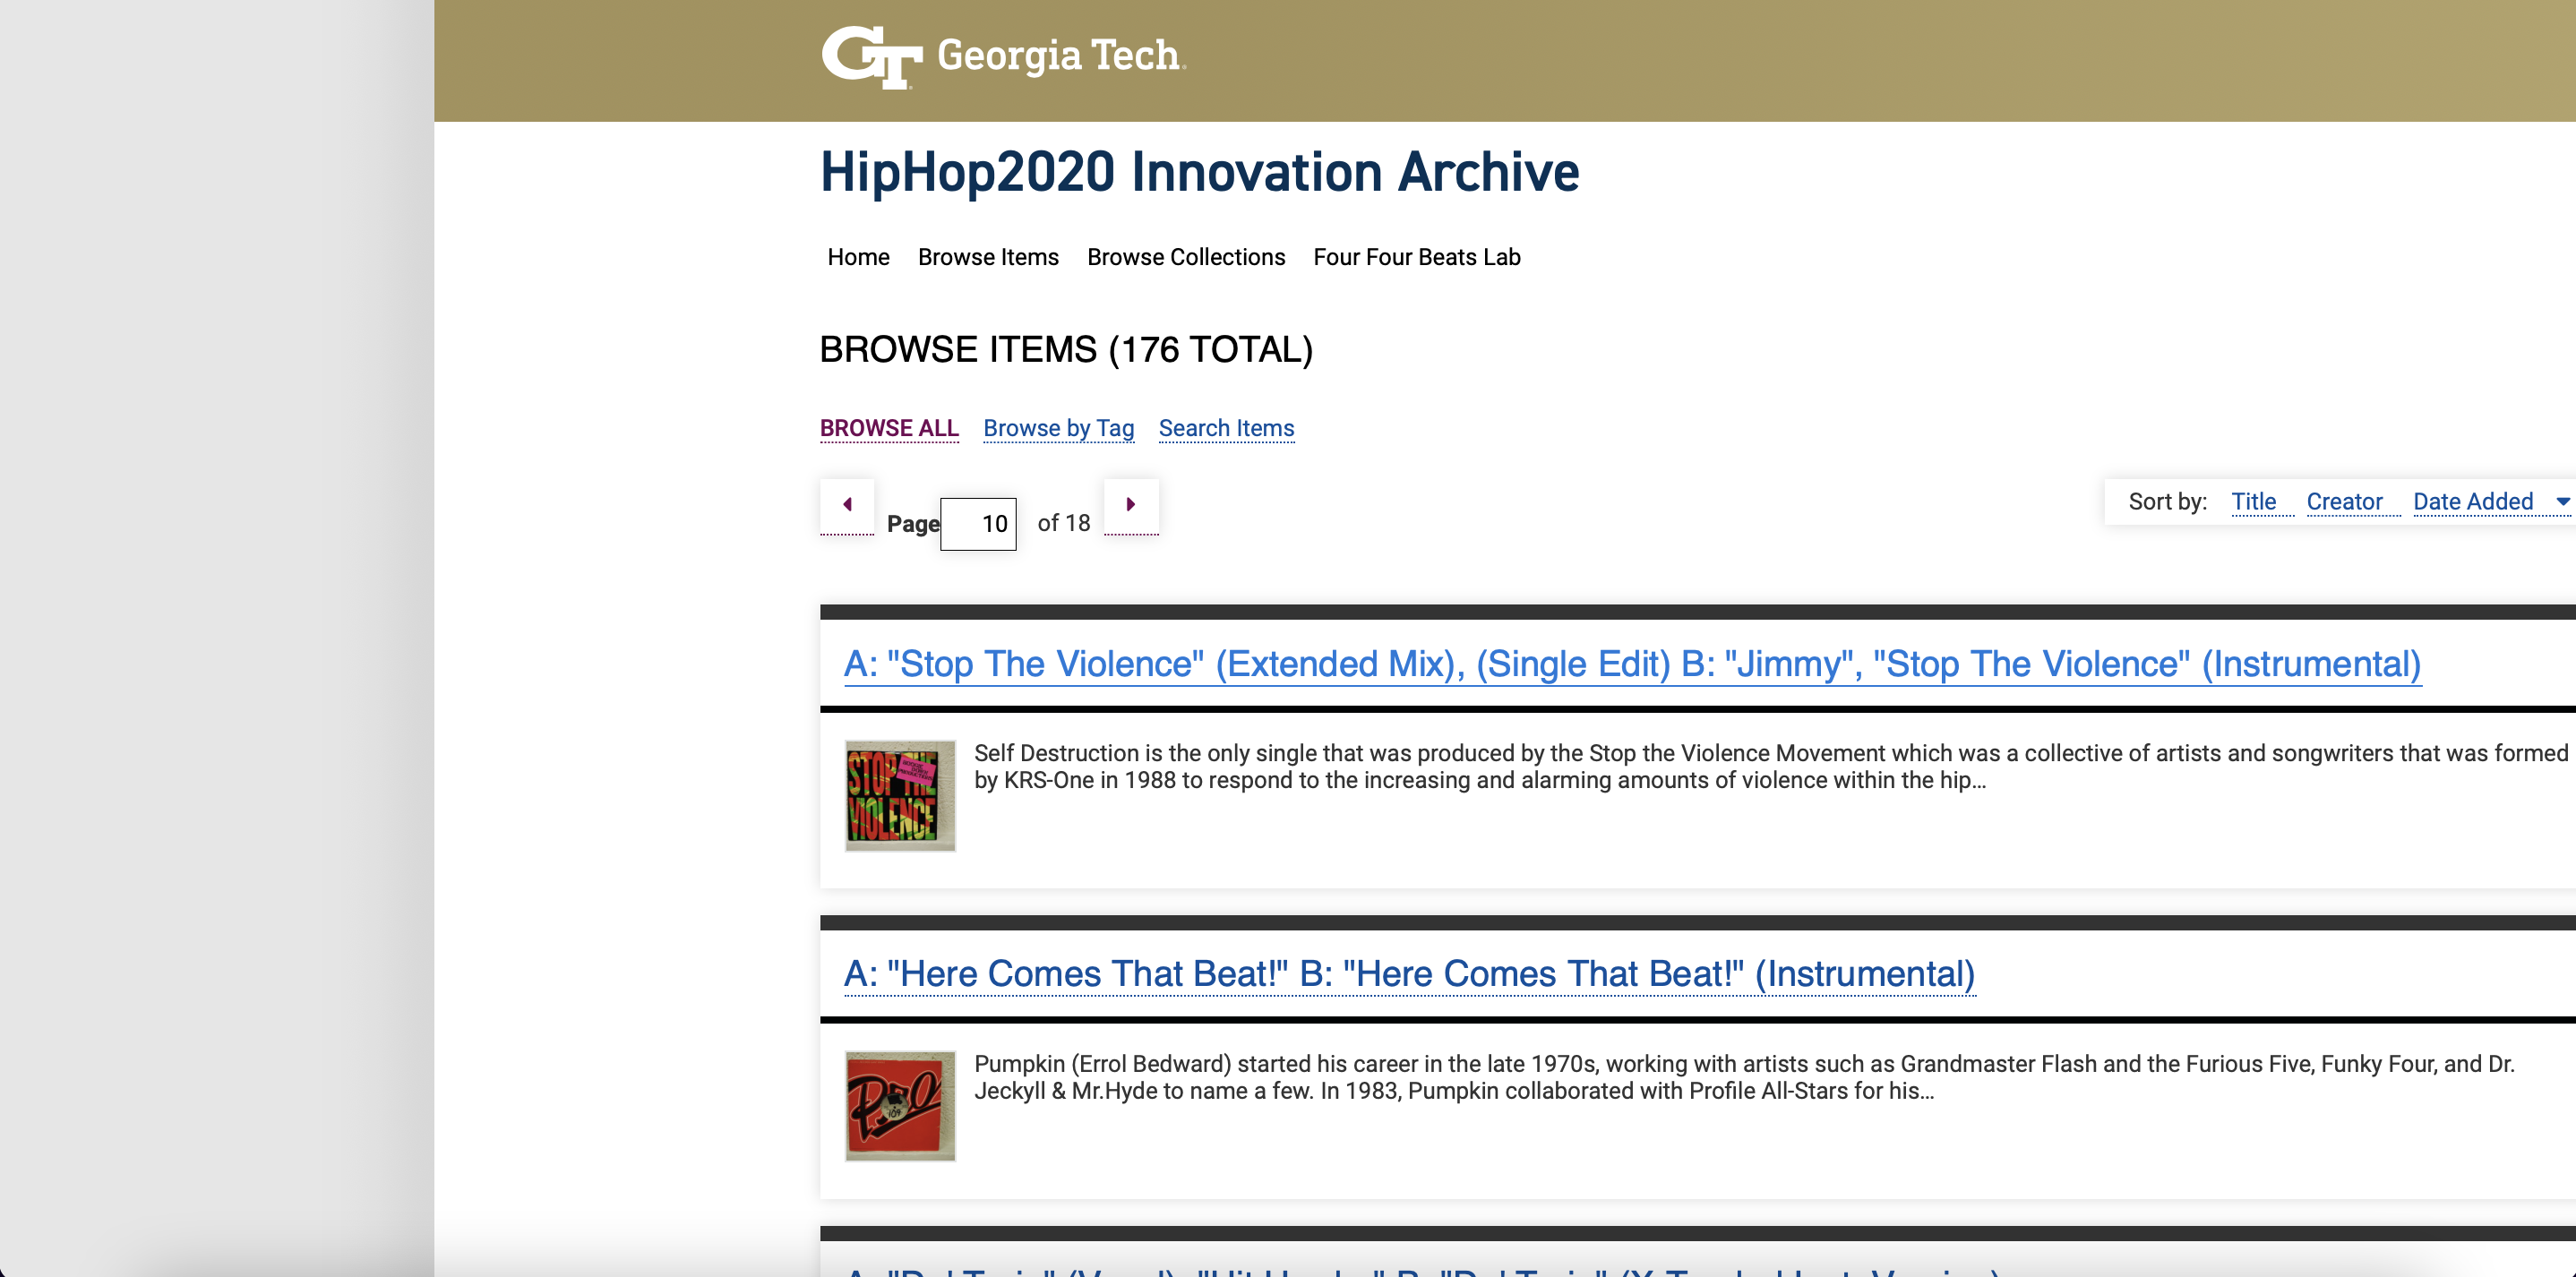 GT Georgia Tech
HipHop2020 Innovation Archive
Home Browse Items Browse Collections Four Four Beats Lab
BROWSE ITEMS (176 TOTAL)
BROWSE ALL Browse by Tag Search Items
Page 10 of 18
Sort by: Title Creator Date Added
A: "Stop The Violence" (Extended Mix), (Single Edit) B: "Jimmy", "Stop The Violence" (Instrumental)
STOP THE
VIOLENCE
Self Destruction is the only single that was produced by the Stop the Violence Movement which was a collective of artists and songwriters that was formed
by KRS-One in 1988 to respond to the increasing and alarming amounts of violence within the hip...
A: "Here Comes That Beat!" B: "Here Comes That Beat!" (Instrumental)
Pro
Pumpkin (Errol Bedward) started his career in the late 1970s, working with artists such as Grandmaster Flash and the Furious Five, Funky Four, and Dr.
Jeckyll & Mr.Hyde to name a few. In 1983, Pumpkin collaborated with Profile All-Stars for his...